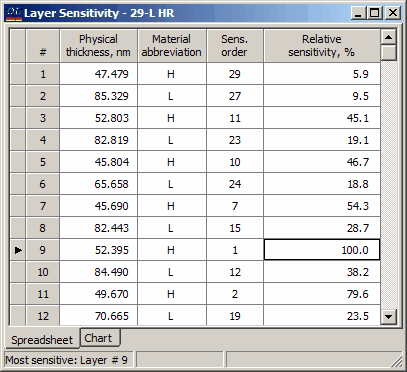 Layer Sensitivity - 29-L HR
# Physical thickness, nm Material abbreviation Sens. order Relative sensitivity, %
1 47.479 H 29 5.9
2 85.329 L 27 9.5
3 52.803 H 11 45.1
4 82.819 L 23 19.1
5 45.804 H 10 46.7
6 65.658 L 24 18.8
7 45.690 H 7 54.3
8 82.443 L 15 28.7
9 52.395 H 1 100.0
10 84.490 L 12 38.2
11 49.670 H 2 79.6
12 70.665 L 19 23.5
Spreadsheet Chart
Most sensitive: Layer # 9